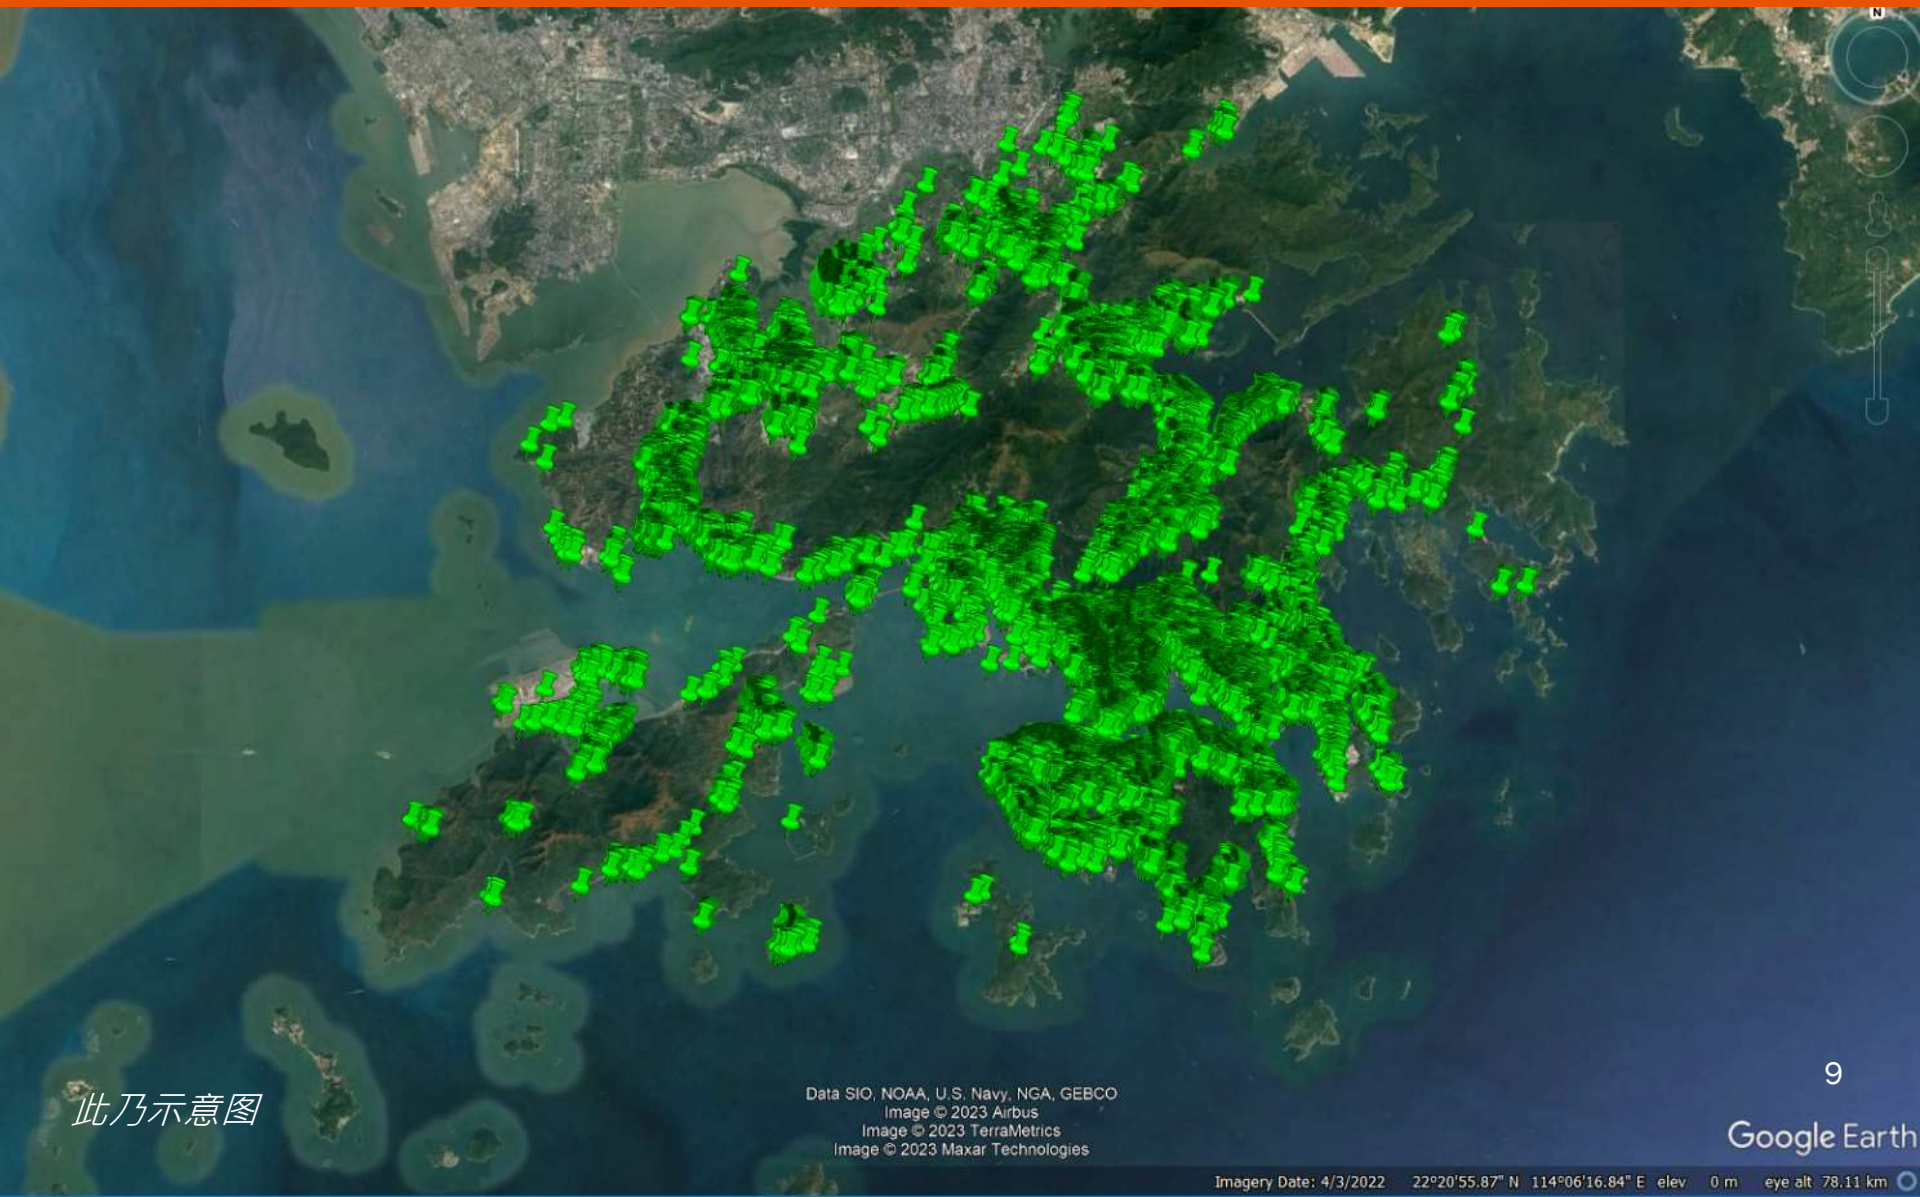 N
9
此乃示意图
Data SIO, NOAA, U.S. Navy, NGA, GEBCO
Image © 2023 Airbus
Image © 2023 TerraMetrics
Image © 2023 Maxar Technologies
Google Earth
Imagery Date: 4/3/2022 22°20'55.87" N 114°06'16.84" E elev 0 m eye alt 78.11 km